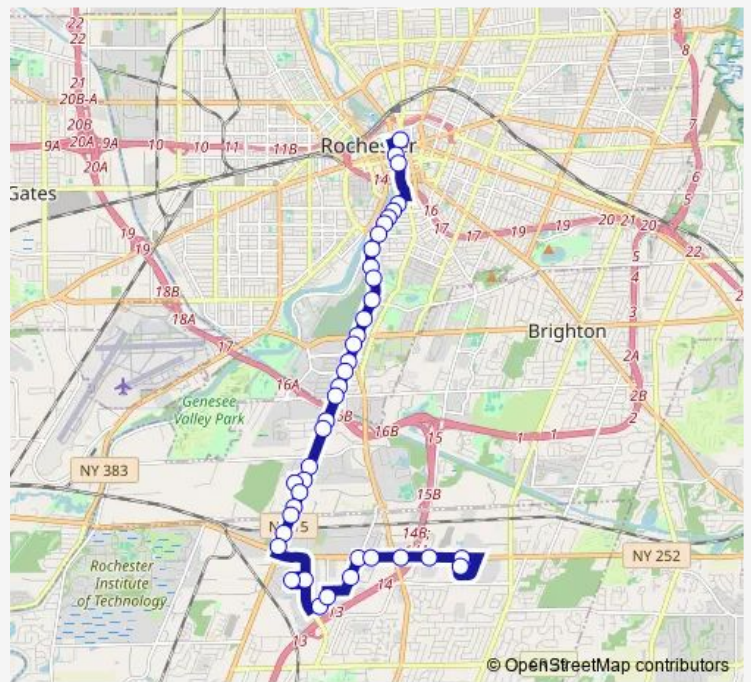 22
22
21
20B-A
20B
9A
20A
9A
10
10
11
11B
20A
Rochester
8
8
7
6
5
Gates
14
16
17
17
19
19
20
21
20
22
5
4
3
19
19
18B
18A
17
Brighton
2A
16A
Genesee
Valley Park
16B
15
1
1
2B
2
NY 383
15B
14B;
NY 252
Rochester
Institute
of Technology
14
13
13
© OpenStreetMap contributors